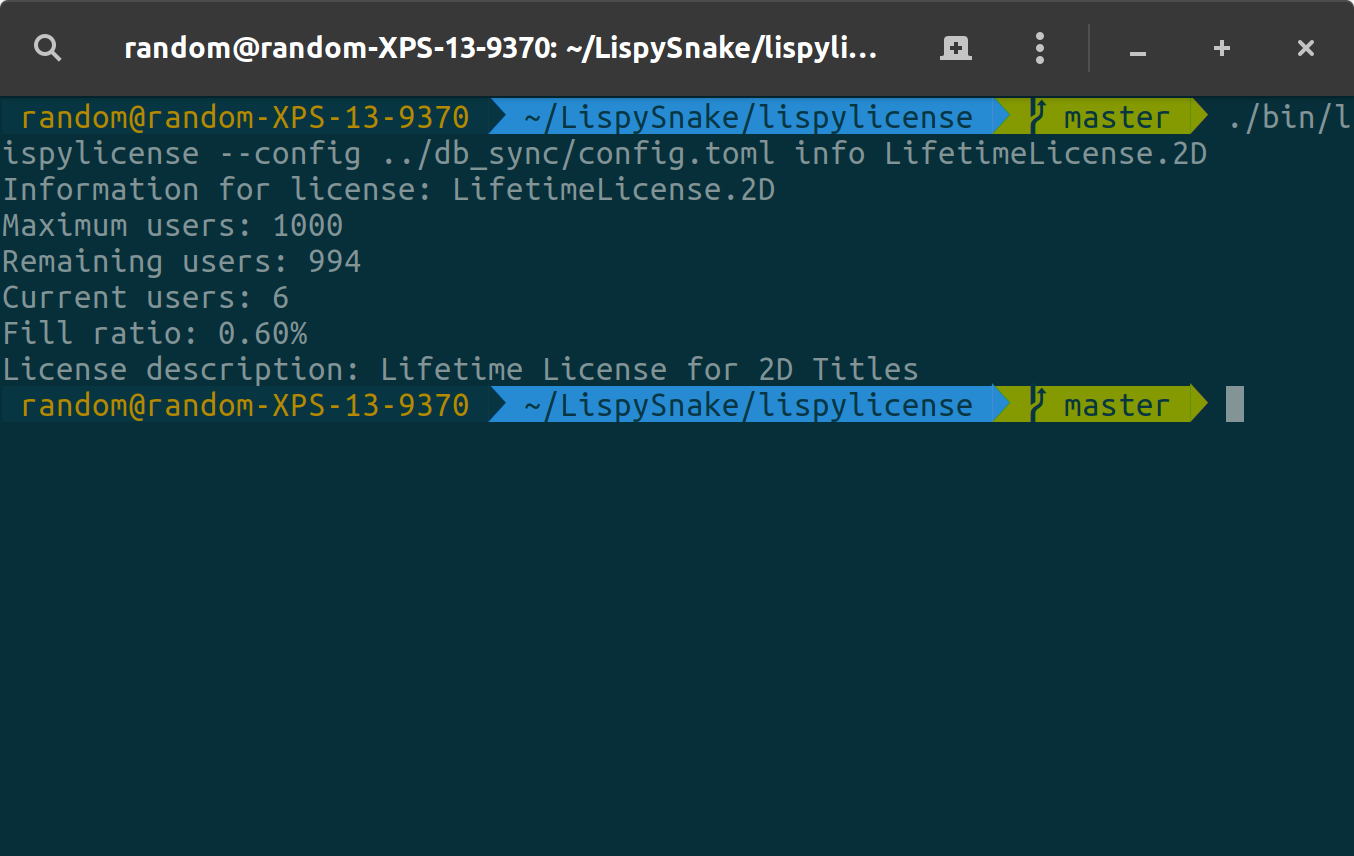 random@random-XPS-13-9370: ~/LispySnake/lispyli…
random@random-XPS-13-9370 ~/LispySnake/lispylicense master ./bin/l
ispylicense --config ../db_sync/config.toml info LifetimeLicense.2D
Information for license: LifetimeLicense.2D
Maximum users: 1000
Remaining users: 994
Current users: 6
Fill ratio: 0.60%
License description: Lifetime License for 2D Titles
random@random-XPS-13-9370 ~/LispySnake/lispylicense master